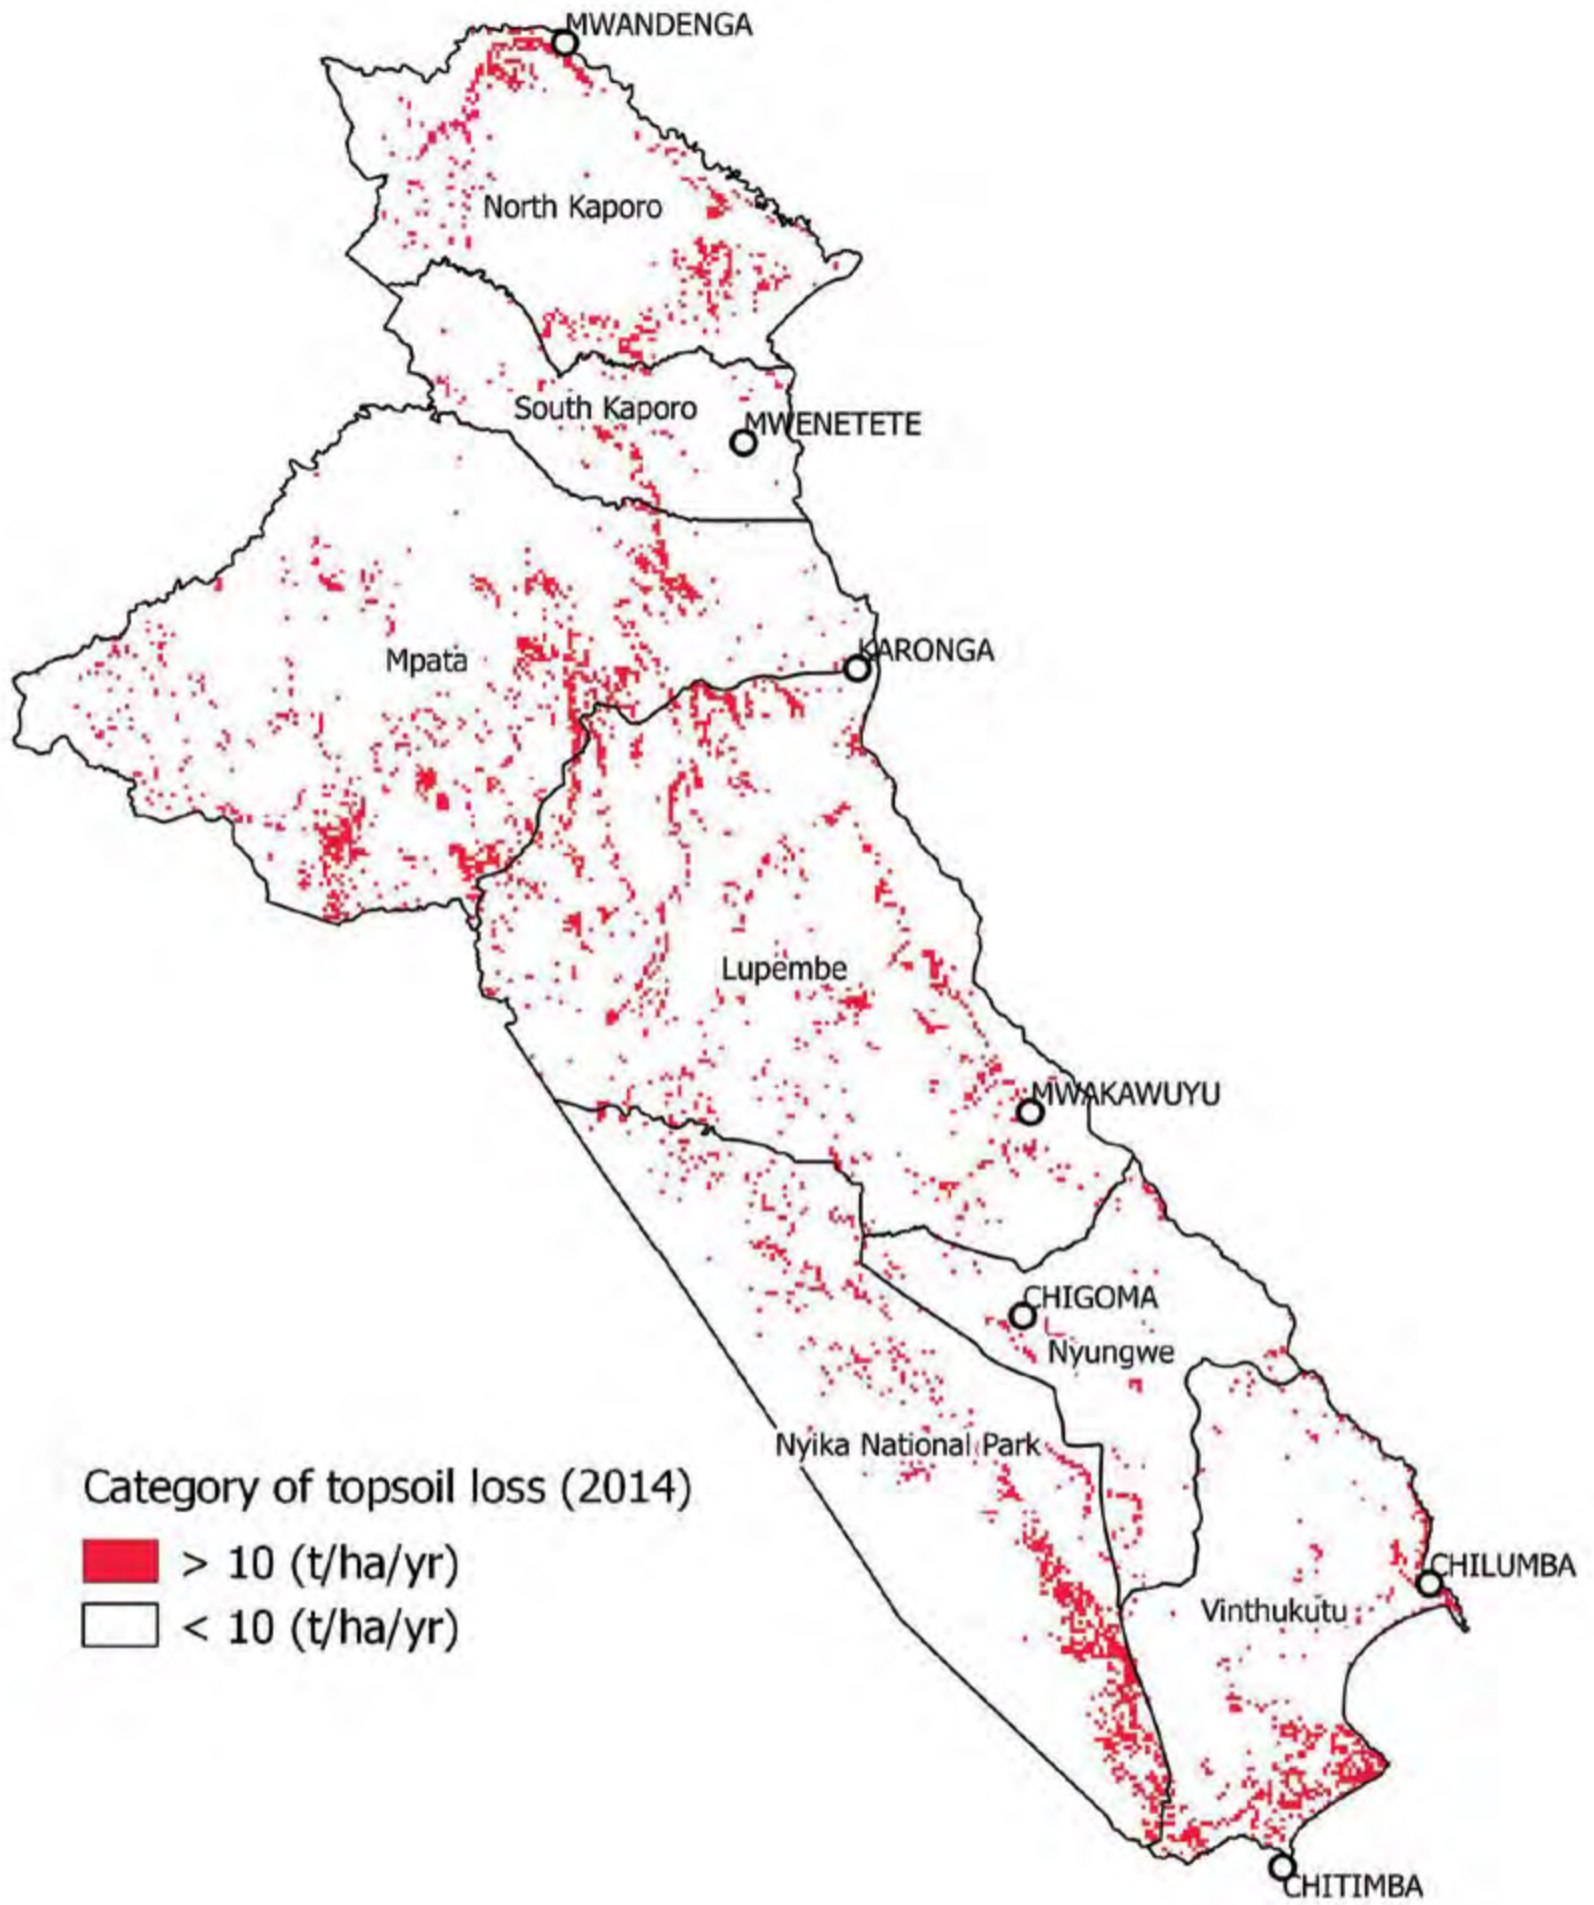 MWANDENGA
North Kaporo
South Kaporo
MWENETETE
KARONGA
Mpata
Lupembe
MWAKAWUYU
CHIGOMA
Nyungwe
Nyika National Park
Category of topsoil loss (2014)
> 10 (t/ha/yr)
< 10 (t/ha/yr)
CHILUMBA
Vinthukutu
CHITIMBA